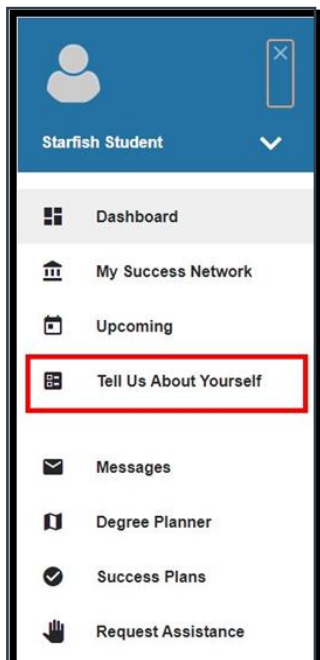 Starfish Student
Dashboard
My Success Network
Upcoming
Tell Us About Yourself
Messages
Degree Planner
Success Plans
Request Assistance